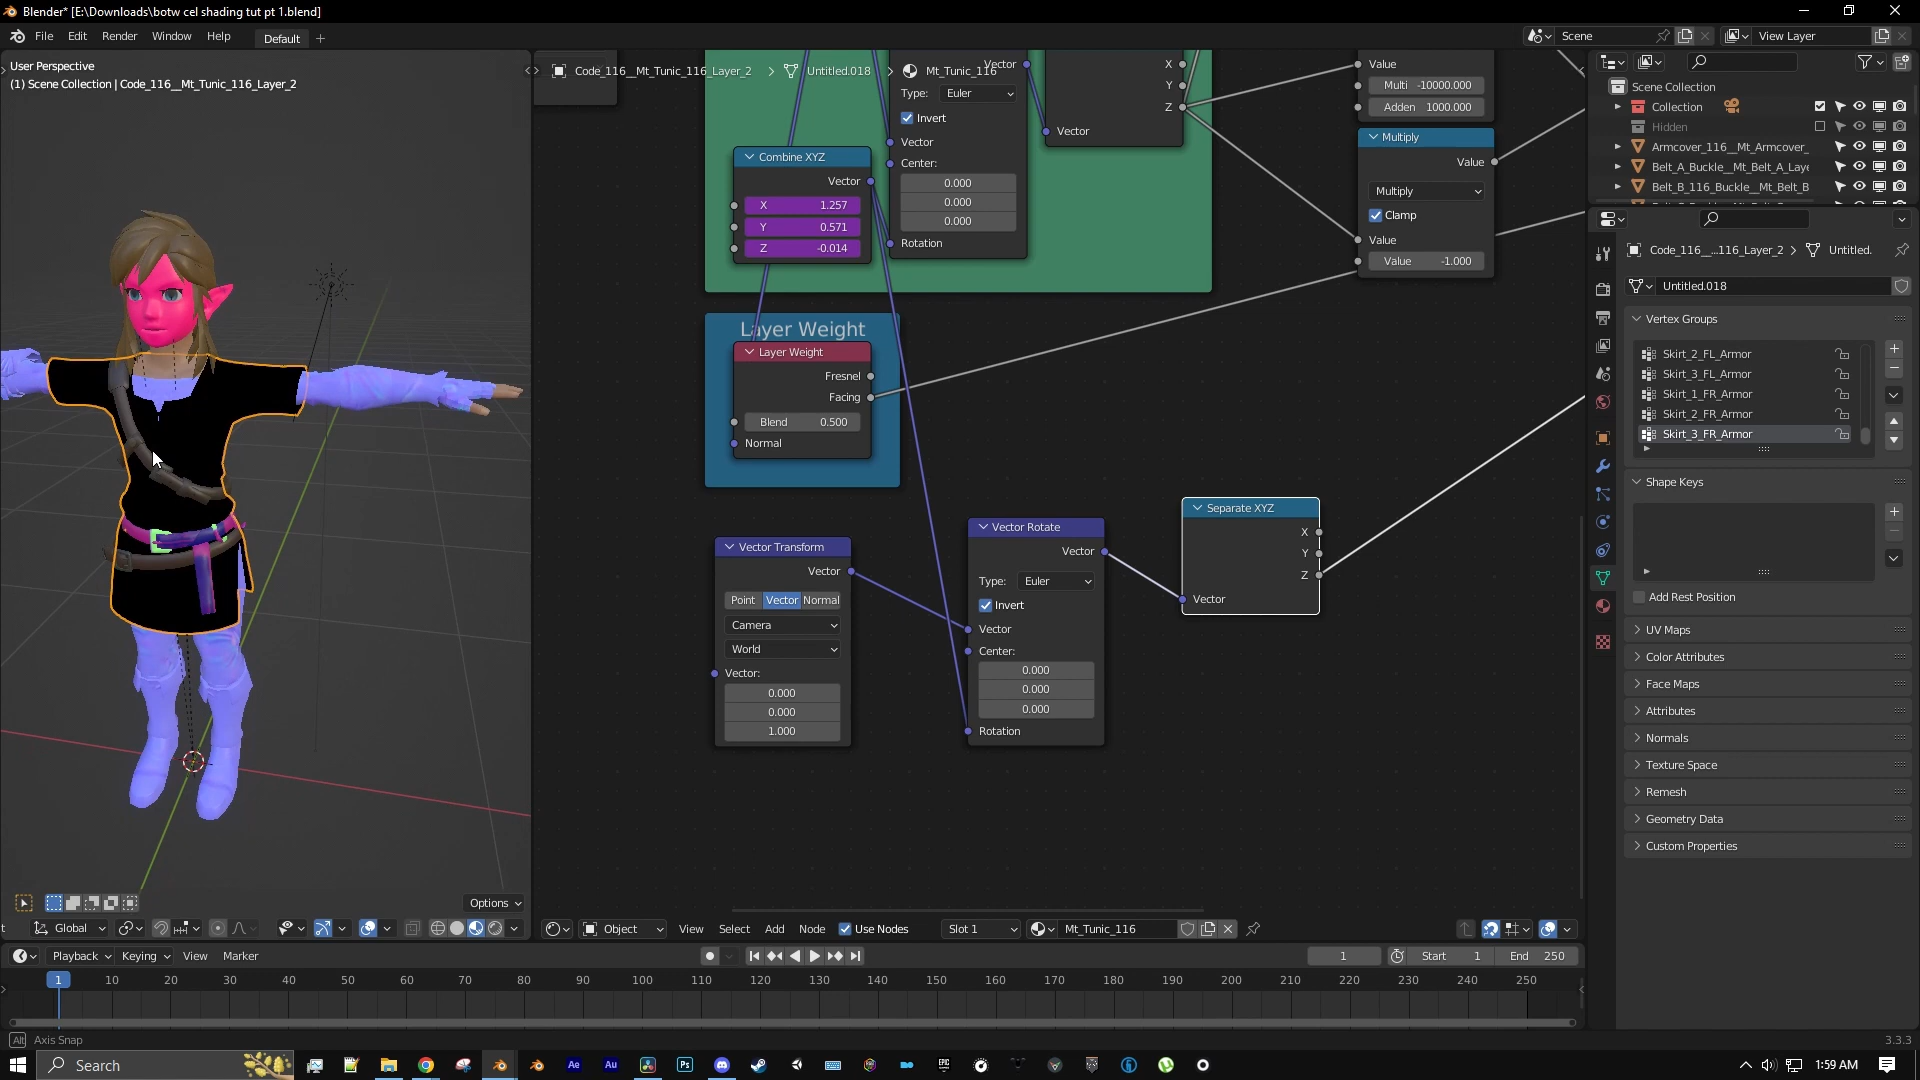 Blender* [E:\Downloads\botw cel shading tut pt 1.blend]
File Edit Render Window Help Default
Scene View Layer
User Perspective
(1) Scene Collection | Code_116__Mt_Tunic_116_Layer_2
Code_116__Mt_Tunic_116_Layer_2
Untitled.018
Mt_Tunic_116
Vector
Type: Euler
Invert
Vector
Center:
0.000
0.000
0.000
Rotation
X
Y
Z
Vector
Value
Multi -10000.000
Adden 1000.000
Multiply
Value
Multiply
Clamp
Value
Value -1.000
Combine XYZ
Vector
X 1.257
Y 0.571
Z -0.014
Layer Weight
Layer Weight
Fresnel
Facing
Blend 0.500
Normal
Vector Transform
Vector
Point Vector Normal
Camera
World
Vector:
0.000
0.000
1.000
Vector Rotate
Vector
Type: Euler
Invert
Vector
Center:
0.000
0.000
0.000
Rotation
Separate XYZ
X
Y
Z
Vector
Scene Collection
Collection
Hidden
Armcover_116__Mt_Armcover_
Belt_A_Buckle__Mt_Belt_A_Laye
Belt_B_116_Buckle__Mt_Belt_B
Code_116__...116_Layer_2 Untitled.
Untitled.018
Vertex Groups
Skirt_2_FL_Armor
Skirt_3_FL_Armor
Skirt_1_FR_Armor
Skirt_2_FR_Armor
Skirt_3_FR_Armor
Shape Keys
Add Rest Position
UV Maps
Color Attributes
Face Maps
Attributes
Normals
Texture Space
Remesh
Geometry Data
Custom Properties
Options
Global
Object View Select Add Node Use Nodes Slot 1 Mt_Tunic_116
Playback Keying View Marker
1 Start 1 End 250
1 10 20 30 40 50 60 70 80 90 100 110 120 130 140 150 160 170 180 190 200 210 220 230 240 250
Alt Axis Snap
3.3.3
Search
1:59 AM